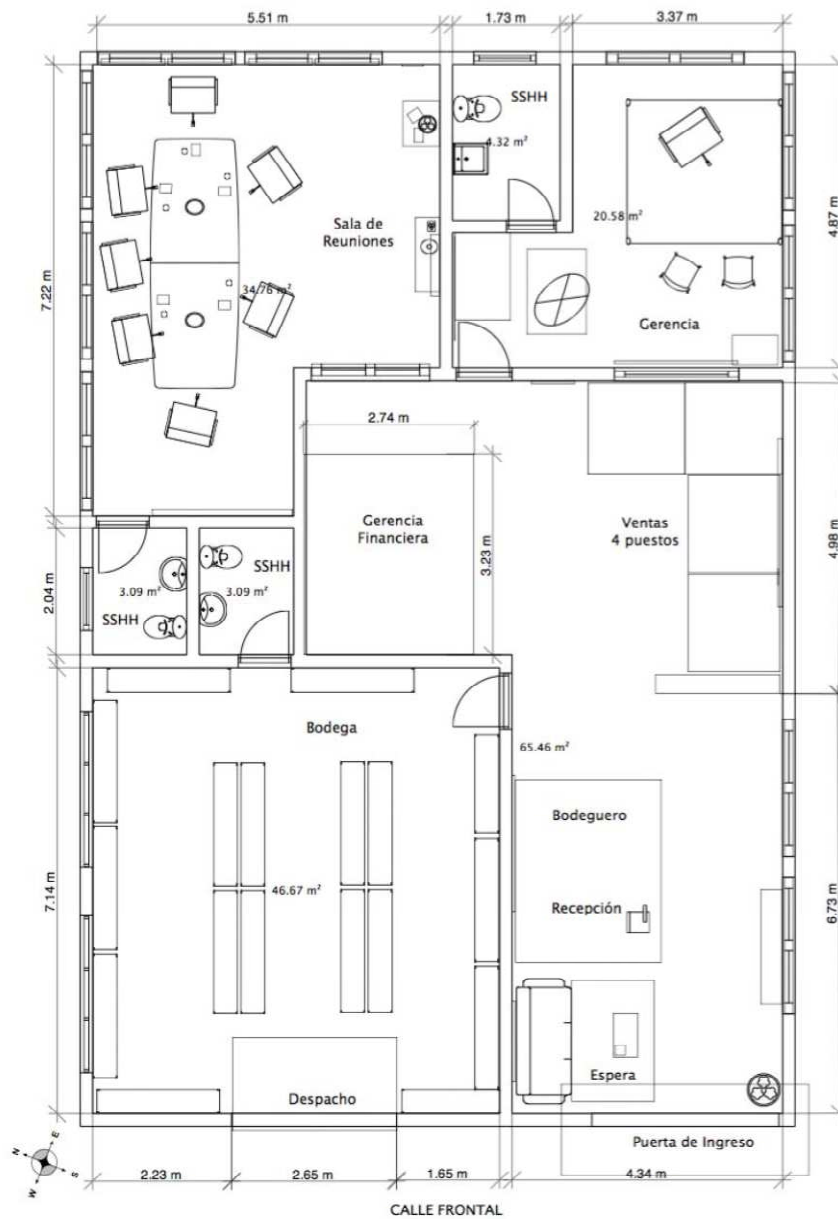 5.51 m
1.73 m
3.37 m
SSHH
4.32 m²
20.58 m²
Sala de
Reuniones
34.76 m²
Gerencia
7.22 m
4.87 m
2.74 m
Gerencia
Financiera
3.23 m
Ventas
4 puestos
4.98 m
2.04 m
3.09 m²
SSHH
SSHH
3.09 m²
Bodega
65.46 m²
Bodeguero
46.67 m²
Recepción
7.14 m
6.73 m
Espera
Despacho
Puerta de Ingreso
N
E
W
S
2.23 m
2.65 m
1.65 m
4.34 m
CALLE FRONTAL